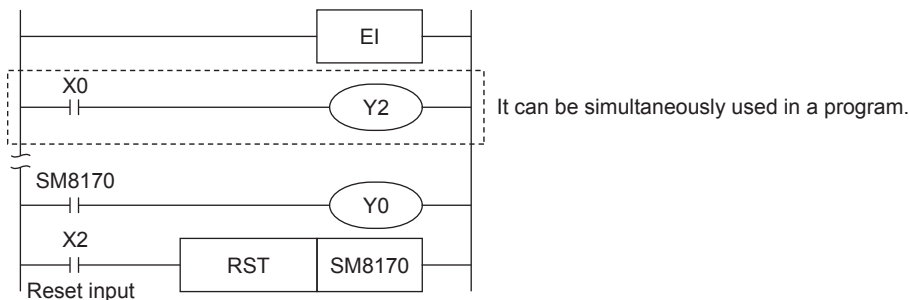 EI
X0
Y2
It can be simultaneously used in a program.
SM8170
Y0
X2
RST
SM8170
Reset input